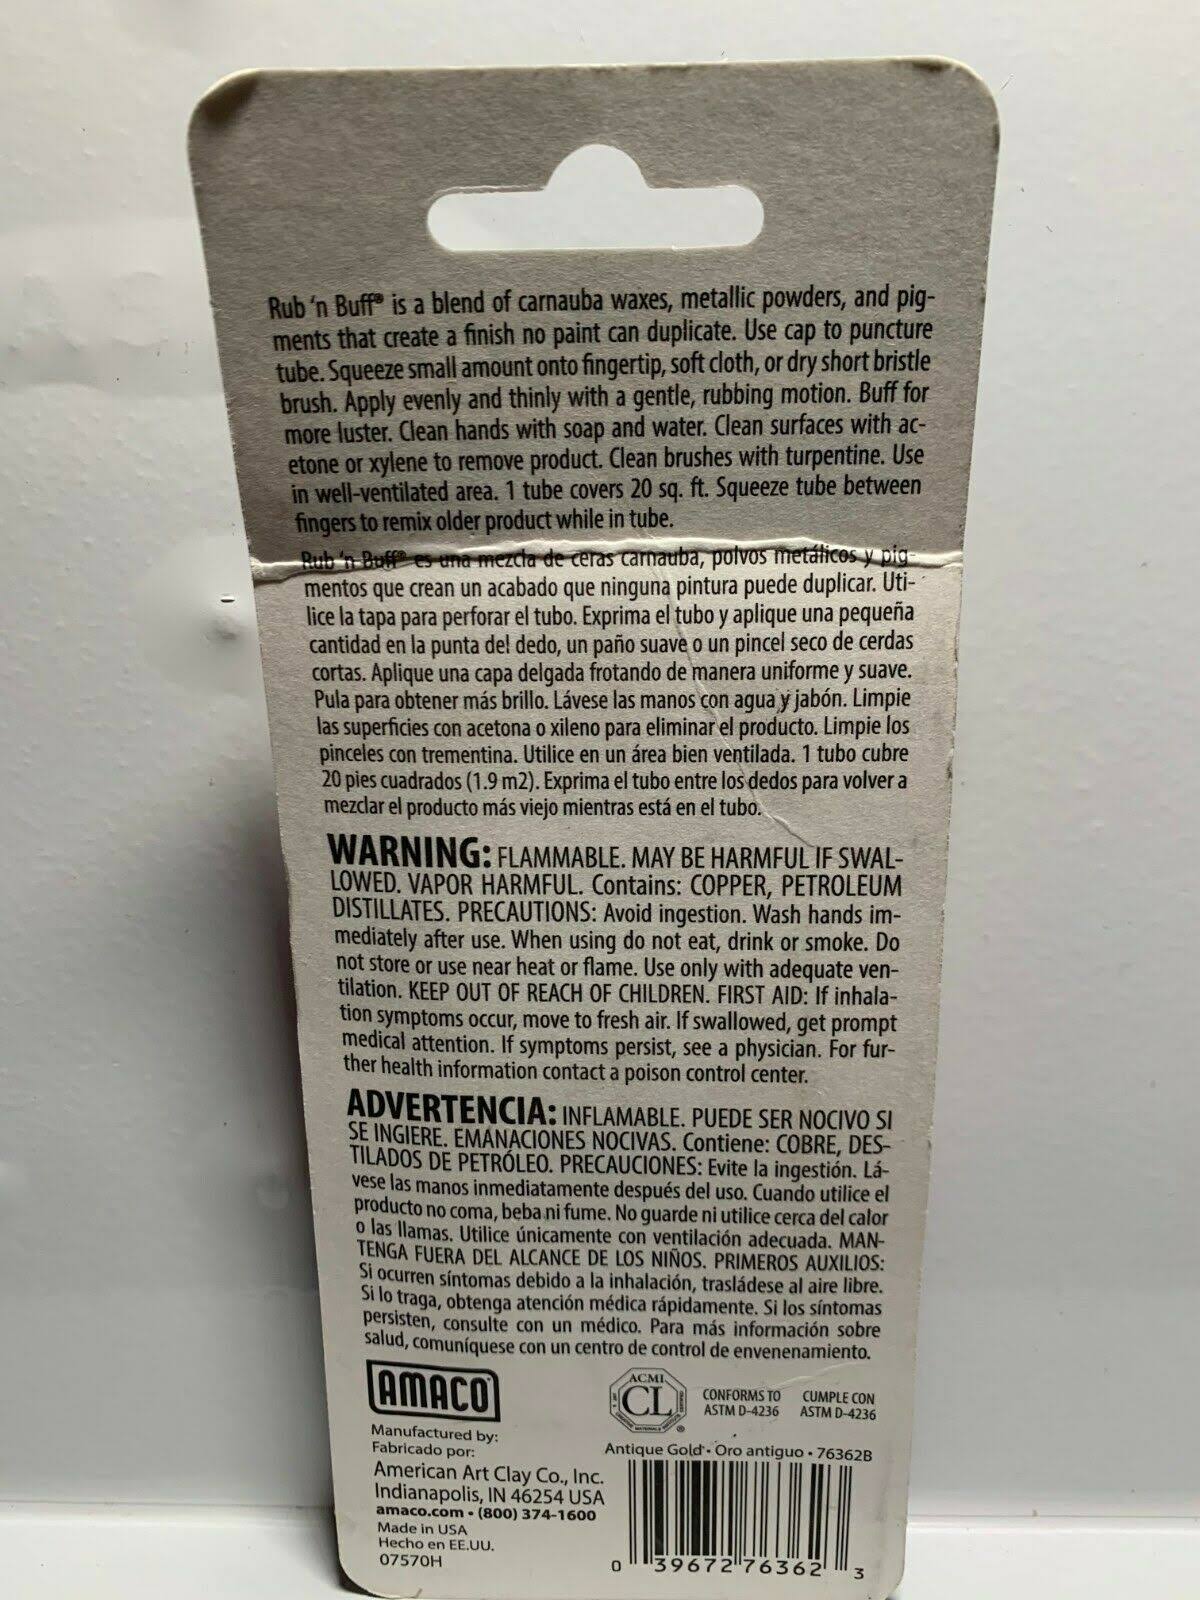 Rub ‘n Buff® is a blend of carnauba waxes, metallic powders, and pig-
ments that create a finish no paint can duplicate. Use cap to puncture
tube. Squeeze small amount onto fingertip, soft cloth, or dry short bristle
brush. Apply evenly and thinly with a gentle, rubbing motion. Buff for
more luster. Clean hands with soap and water. Clean surfaces with ac-
etone or xylene to remove product. Clean brushes with turpentine. Use
in well-ventilated area. 1 tube covers 20 sq. ft. Squeeze tube between
fingers to remix older product while in tube.
Rub ‘n Buff® es una mezcla de ceras carnauba, polvos metálicos y pig-
mentos que crean un acabado que ninguna pintura puede duplicar. Uti-
lice la tapa para perforar el tubo. Exprima el tubo y aplique una pequeña
cantidad en la punta del dedo, un paño suave o un pincel seco de cerdas
cortas. Aplique una capa delgada frotando de manera uniforme y suave.
Pula para obtener más brillo. Lávese las manos con agua y jabón. Limpie
las superficies con acetona o xileno para eliminar el producto. Limpie los
pinceles con trementina. Utilice en un área bien ventilada. 1 tubo cubre
20 pies cuadrados (1.9 m2). Exprima el tubo entre los dedos para volver a
mezclar el producto más viejo mientras está en el tubo.
WARNING: FLAMMABLE. MAY BE HARMFUL IF SWAL-
LOWED. VAPOR HARMFUL. Contains: COPPER, PETROLEUM
DISTILLATES. PRECAUTIONS: Avoid ingestion. Wash hands im-
mediately after use. When using do not eat, drink or smoke. Do
not store or use near heat or flame. Use only with adequate ven-
tilation. KEEP OUT OF REACH OF CHILDREN. FIRST AID: If inhala-
tion symptoms occur, move to fresh air. If swallowed, get prompt
medical attention. If symptoms persist, see a physician. For fur-
ther health information contact a poison control center.
ADVERTENCIA: INFLAMABLE. PUEDE SER NOCIVO SI
SE INGIERE. EMANACIONES NOCIVAS. Contiene: COBRE, DES-
TILADOS DE PETRÓLEO. PRECAUCIONES: Evite la ingestión. Lá-
vese las manos inmediatamente después del uso. Cuando utilice el
producto no coma, beba ni fume. No guarde ni utilice cerca del calor
o las llamas. Utilice únicamente con ventilación adecuada. MAN-
TENGA FUERA DEL ALCANCE DE LOS NIÑOS. PRIMEROS AUXILIOS:
Si ocurren síntomas debido a la inhalación, trasládese al aire libre.
Si lo traga, obtenga atención médica rápidamente. Si los síntomas
persisten, consulte con un médico. Para más información sobre
salud, comuníquese con un centro de control de envenenamiento.
AMACO
Manufactured by:
Fabricado por:
American Art Clay Co., Inc.
Indianapolis, IN 46254 USA
amaco.com • (800) 374-1600
Made in USA
Hecho en EE.UU.
07570H
ACMI
CL
CONFORMS TO
ASTM D-4236
CUMPLE CON
ASTM D-4236
Antique Gold • Oro antiguo • 76362B
0 39672 76362 3